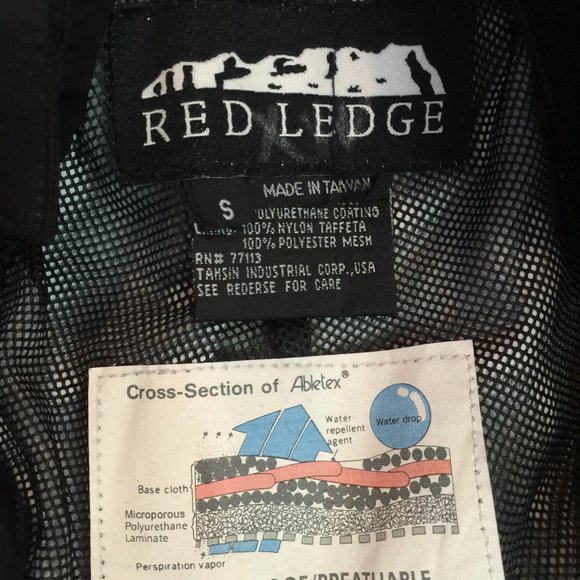 RED LEDGE
S
MADE IN TAIWAN
POLYURETHANE COATING
100% NYLON TAFFETA
100% POLYESTER MESH
RN# 77113
TAHSIN INDUSTRIAL CORP.,USA
SEE REDERSE FOR CARE
Cross-Section of Abletex®
Water
repellent
agent
Water drop
Base cloth
Microporous
Polyurethane
Laminate
Perspiration vapor